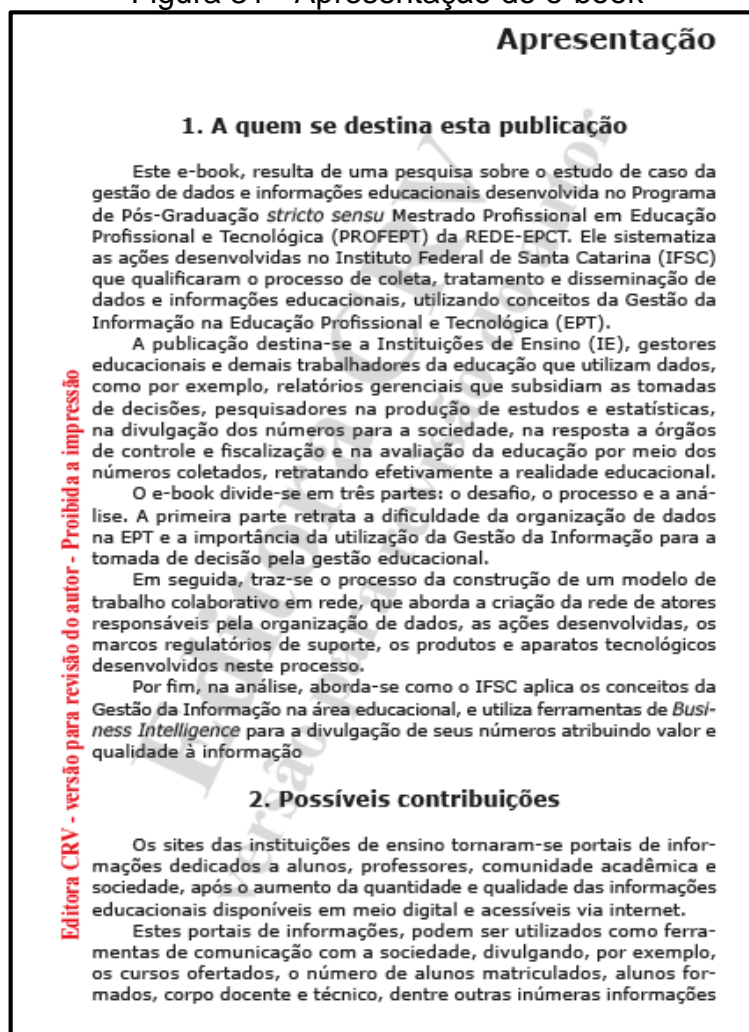 Figura 31 - Apresentação do e-book
Apresentação
1. A quem se destina esta publicação
Este e-book, resulta de uma pesquisa sobre o estudo de caso da
gestão de dados e informações educacionais desenvolvida no Programa
de Pós-Graduação stricto sensu Mestrado Profissional em Educação
Profissional e Tecnológica (PROFEPT) da REDE-EPCT. Ele sistematiza
as ações desenvolvidas no Instituto Federal de Santa Catarina (IFSC)
que qualificaram o processo de coleta, tratamento e disseminação de
dados e informações educacionais, utilizando conceitos da Gestão da
Informação na Educação Profissional e Tecnológica (EPT).
A publicação destina-se a Instituições de Ensino (IE), gestores
educacionais e demais trabalhadores da educação que utilizam dados,
como por exemplo, relatórios gerenciais que subsidiam as tomadas
de decisões, pesquisadores na produção de estudos e estatísticas,
na divulgação dos números para a sociedade, na resposta a órgãos
de controle e fiscalização e na avaliação da educação por meio dos
números coletados, retratando efetivamente a realidade educacional.
O e-book divide-se em três partes: o desafio, o processo e a aná-
lise. A primeira parte retrata a dificuldade da organização de dados
na EPT e a importância da utilização da Gestão da Informação para a
tomada de decisão pela gestão educacional.
Em seguida, traz-se o processo da construção de um modelo de
trabalho colaborativo em rede, que aborda a criação da rede de atores
responsáveis pela organização de dados, as ações desenvolvidas, os
marcos regulatórios de suporte, os produtos e aparatos tecnológicos
desenvolvidos neste processo.
Por fim, na análise, aborda-se como o IFSC aplica os conceitos da
Gestão da Informação na área educacional, e utiliza ferramentas de Busi-
ness Intelligence para a divulgação de seus números atribuindo valor e
qualidade à informação
2. Possíveis contribuições
Os sites das instituições de ensino tornaram-se portais de infor-
mações dedicados a alunos, professores, comunidade acadêmica e
sociedade, após o aumento da quantidade e qualidade das informações
educacionais disponíveis em meio digital e acessíveis via internet.
Estes portais de informações, podem ser utilizados como ferra-
mentas de comunicação com a sociedade, divulgando, por exemplo,
os cursos ofertados, o número de alunos matriculados, alunos for-
mados, corpo docente e técnico, dentre outras inúmeras informações
Editora CRV - versão para revisão do autor - Proibida a impressão
Editora CRV
versão para revisão do autor